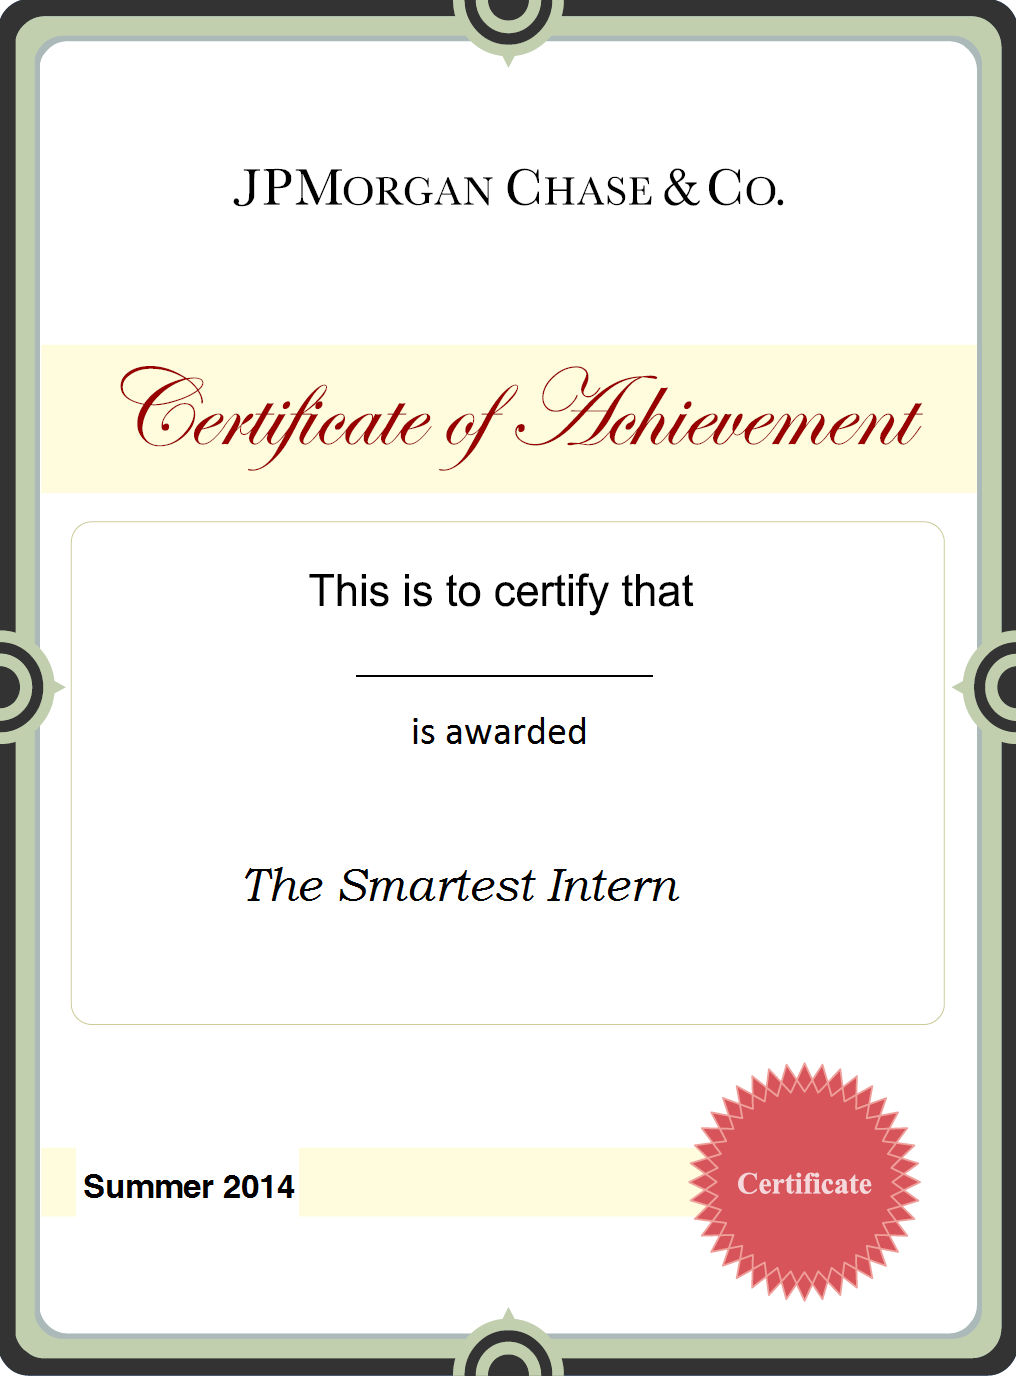 JPMORGAN CHASE & CO.
Certificate of Achievement
This is to certify that
is awarded
The Smartest Intern
Summer 2014
Certificate